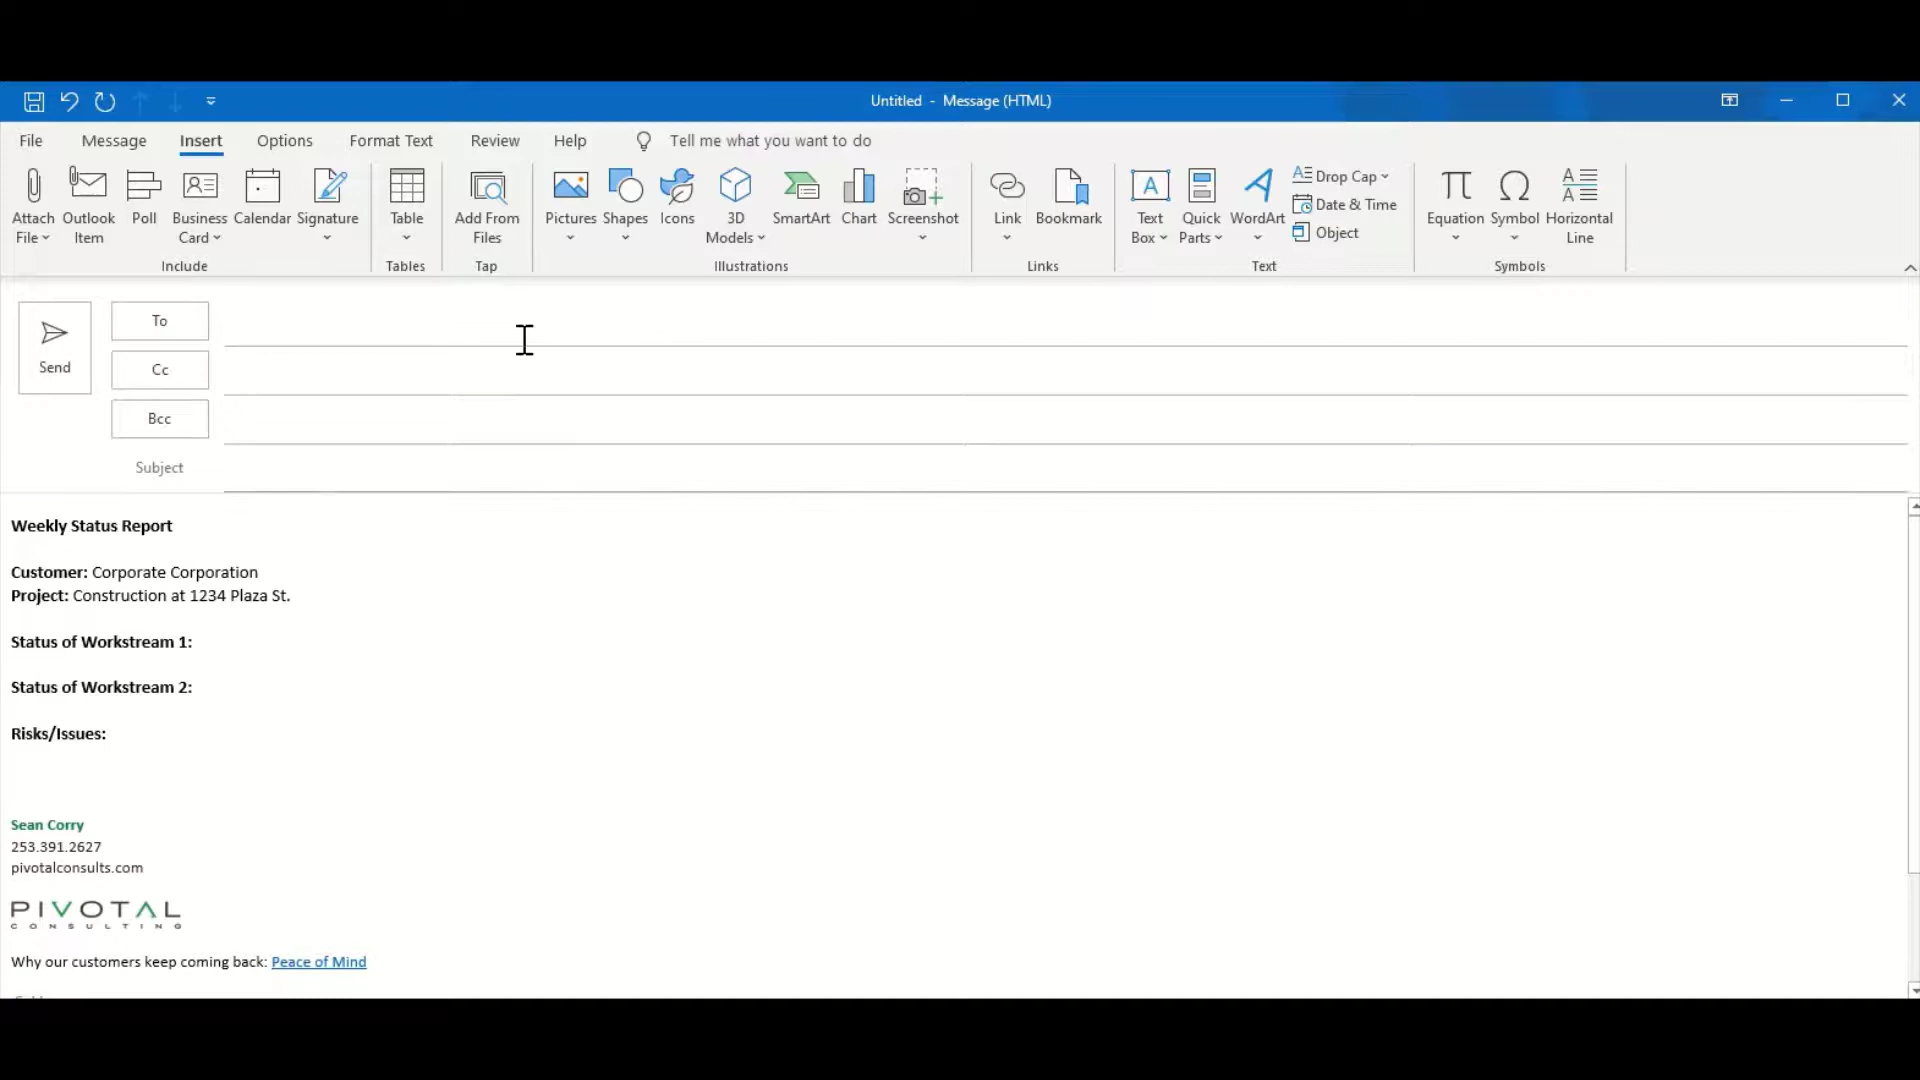 Untitled - Message (HTML)
File Message Insert Options Format Text Review Help Tell me what you want to do
Attach File
Outlook Item
Poll
Business Card
Calendar
Signature
Include
Table
Tables
Add From Files
Tap
Pictures
Shapes
Icons
3D Models
SmartArt
Chart
Screenshot
Illustrations
Link
Bookmark
Links
Text Box
Quick Parts
WordArt
Drop Cap
Date & Time
Object
Text
Equation
Symbol
Horizontal Line
Symbols
Send
To
Cc
Bcc
Subject
Weekly Status Report
Customer: Corporate Corporation
Project: Construction at 1234 Plaza St.
Status of Workstream 1:
Status of Workstream 2:
Risks/Issues:
Sean Corry
253.391.2627
pivotalconsults.com
PIVOTAL
CONSULTING
Why our customers keep coming back: Peace of Mind